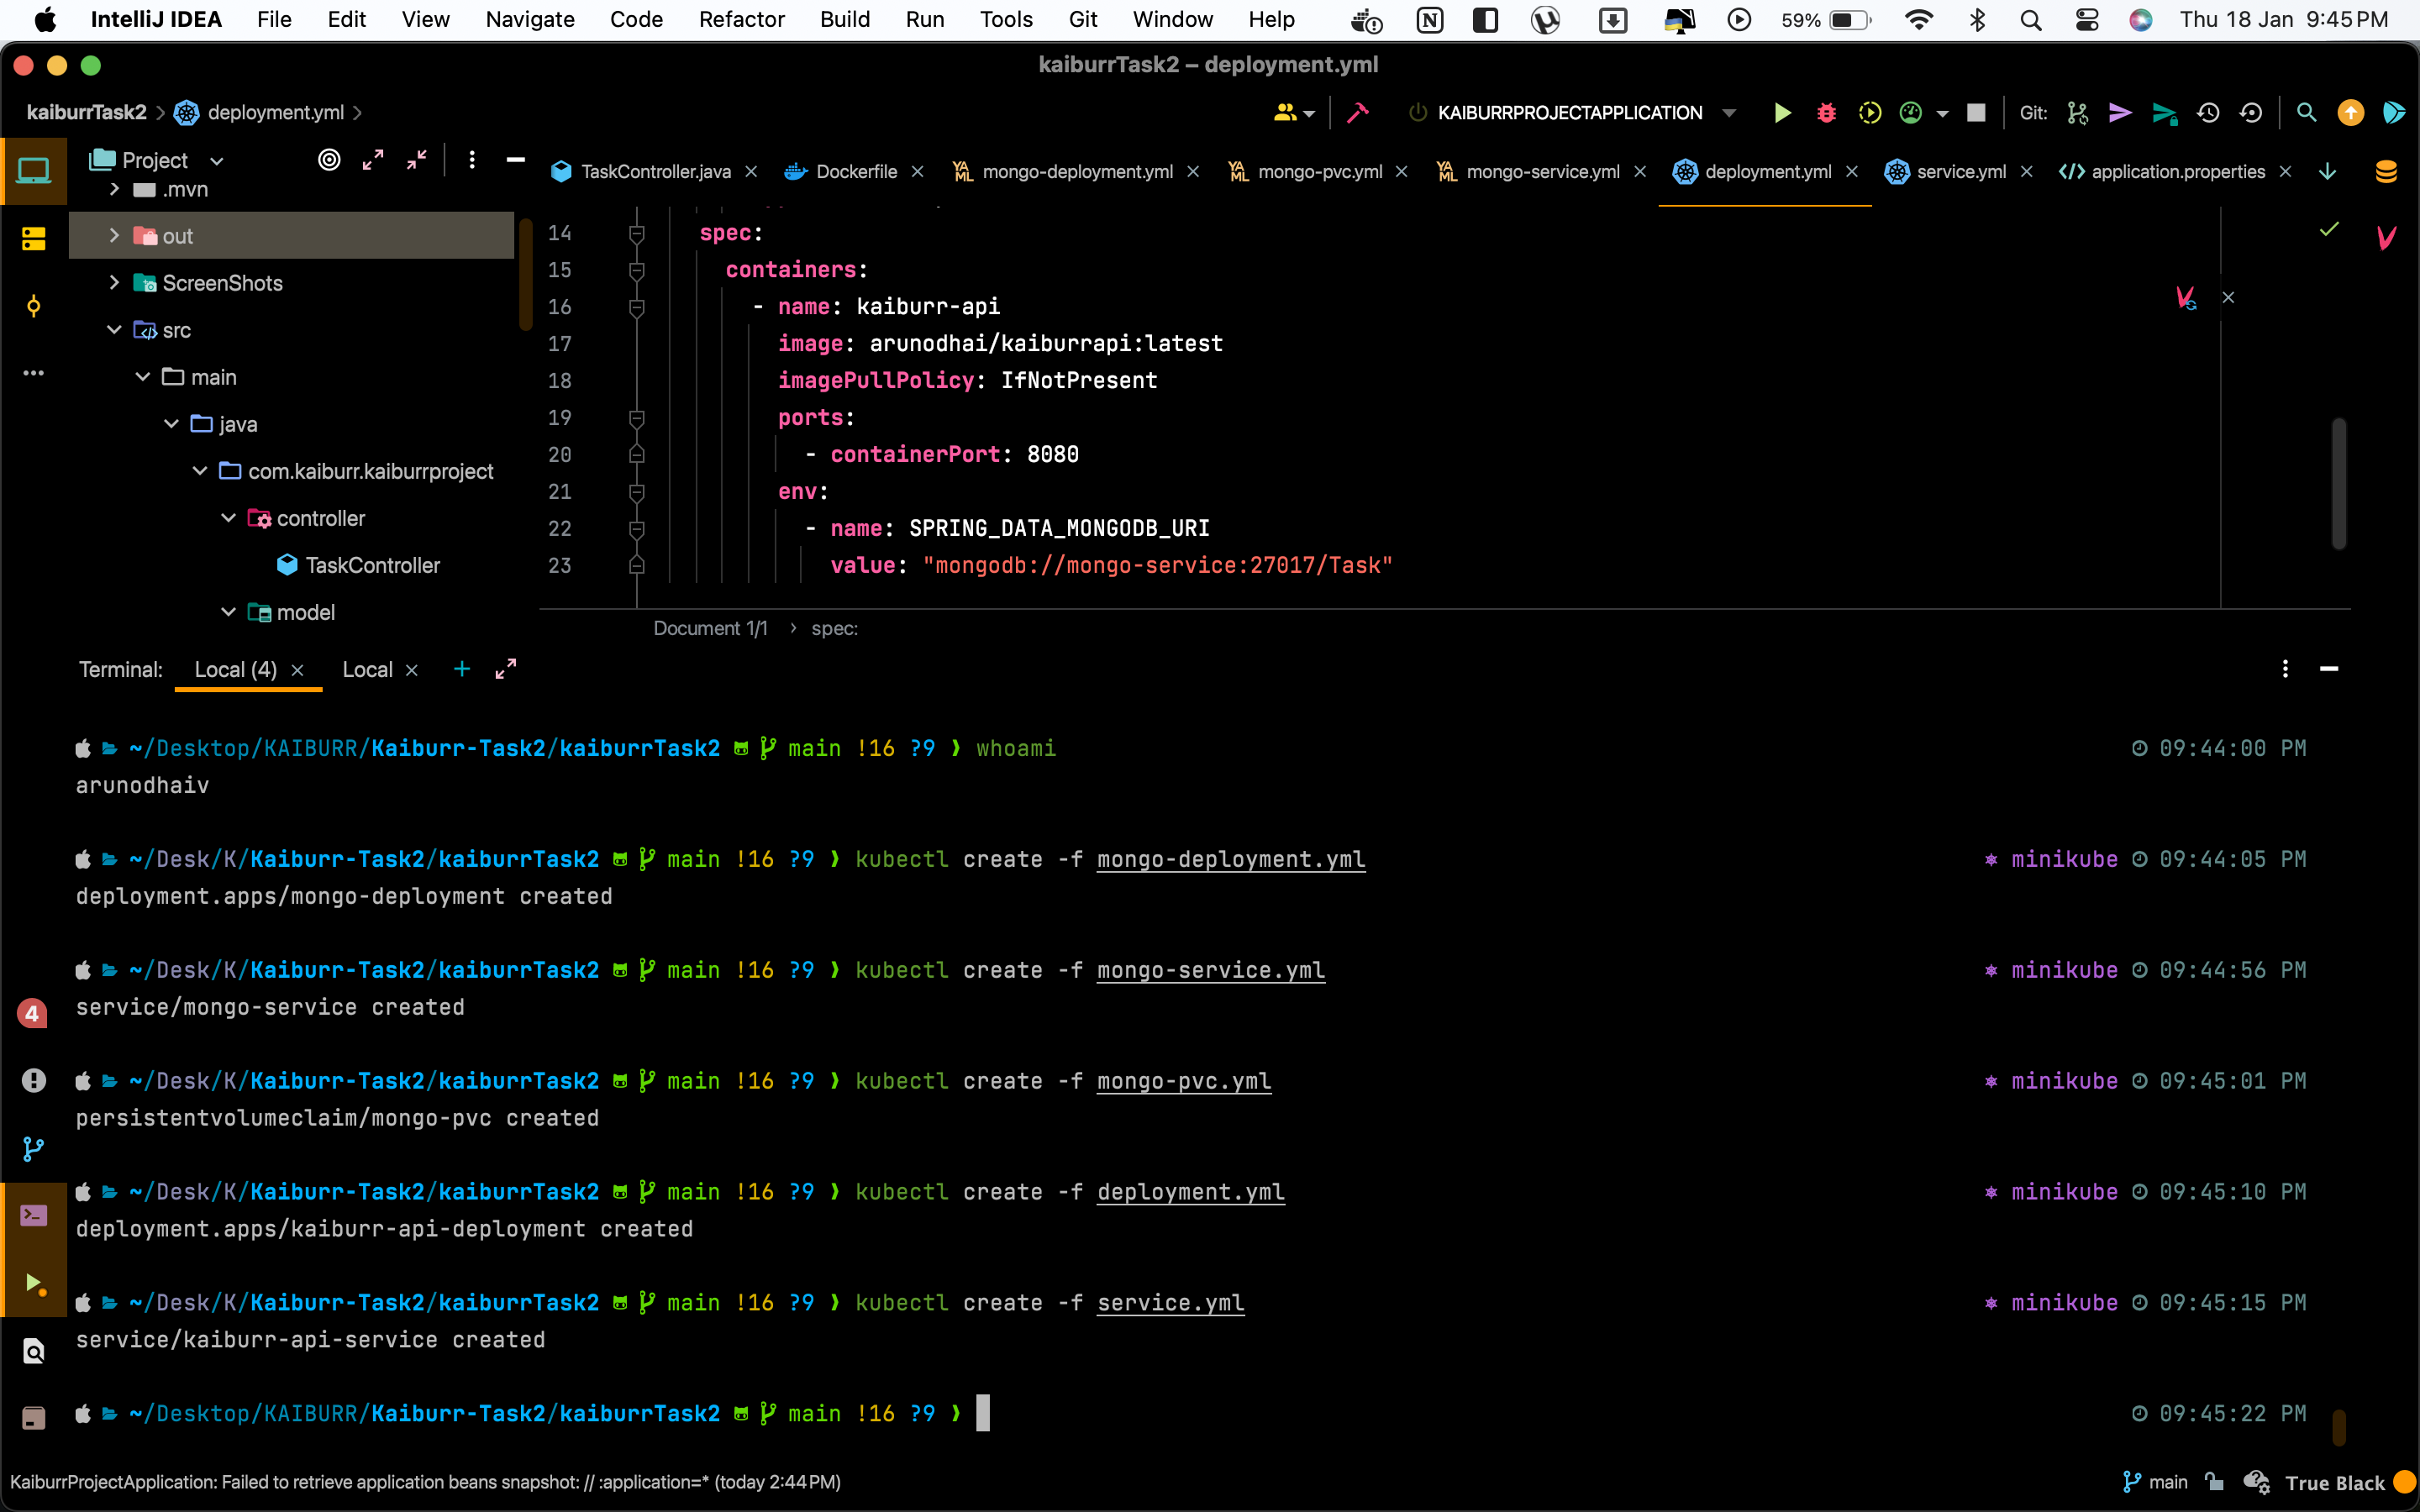 IntelliJ IDEA File Edit View Navigate Code Refactor Build Run Tools Git Window Help 59% Thu 18 Jan 9:45 PM
kaiburrTask2 – deployment.yml
kaiburrTask2 deployment.yml KAIBURRPROJECTAPPLICATION Git:
Project TaskController.java Dockerfile mongo-deployment.yml mongo-pvc.yml mongo-service.yml deployment.yml service.yml application.properties
.mvn
out
ScreenShots
src
main
java
com.kaiburr.kaiburrproject
controller
TaskController
model
14 spec:
15 containers:
16 - name: kaiburr-api
17 image: arunodhai/kaiburrapi:latest
18 imagePullPolicy: IfNotPresent
19 ports:
20 - containerPort: 8080
21 env:
22 - name: SPRING_DATA_MONGODB_URI
23 value: "mongodb://mongo-service:27017/Task"
Document 1/1 › spec:
Terminal: Local (4) Local
~/Desktop/KAIBURR/Kaiburr-Task2/kaiburrTask2 main !16 ?9 ❯ whoami 09:44:00 PM
arunodhaiv
~/Desk/K/Kaiburr-Task2/kaiburrTask2 main !16 ?9 ❯ kubectl create -f mongo-deployment.yml minikube 09:44:05 PM
deployment.apps/mongo-deployment created
~/Desk/K/Kaiburr-Task2/kaiburrTask2 main !16 ?9 ❯ kubectl create -f mongo-service.yml minikube 09:44:56 PM
service/mongo-service created
~/Desk/K/Kaiburr-Task2/kaiburrTask2 main !16 ?9 ❯ kubectl create -f mongo-pvc.yml minikube 09:45:01 PM
persistentvolumeclaim/mongo-pvc created
~/Desk/K/Kaiburr-Task2/kaiburrTask2 main !16 ?9 ❯ kubectl create -f deployment.yml minikube 09:45:10 PM
deployment.apps/kaiburr-api-deployment created
~/Desk/K/Kaiburr-Task2/kaiburrTask2 main !16 ?9 ❯ kubectl create -f service.yml minikube 09:45:15 PM
service/kaiburr-api-service created
~/Desktop/KAIBURR/Kaiburr-Task2/kaiburrTask2 main !16 ?9 ❯ 09:45:22 PM
4
KaiburrProjectApplication: Failed to retrieve application beans snapshot: // :application=* (today 2:44 PM) main True Black